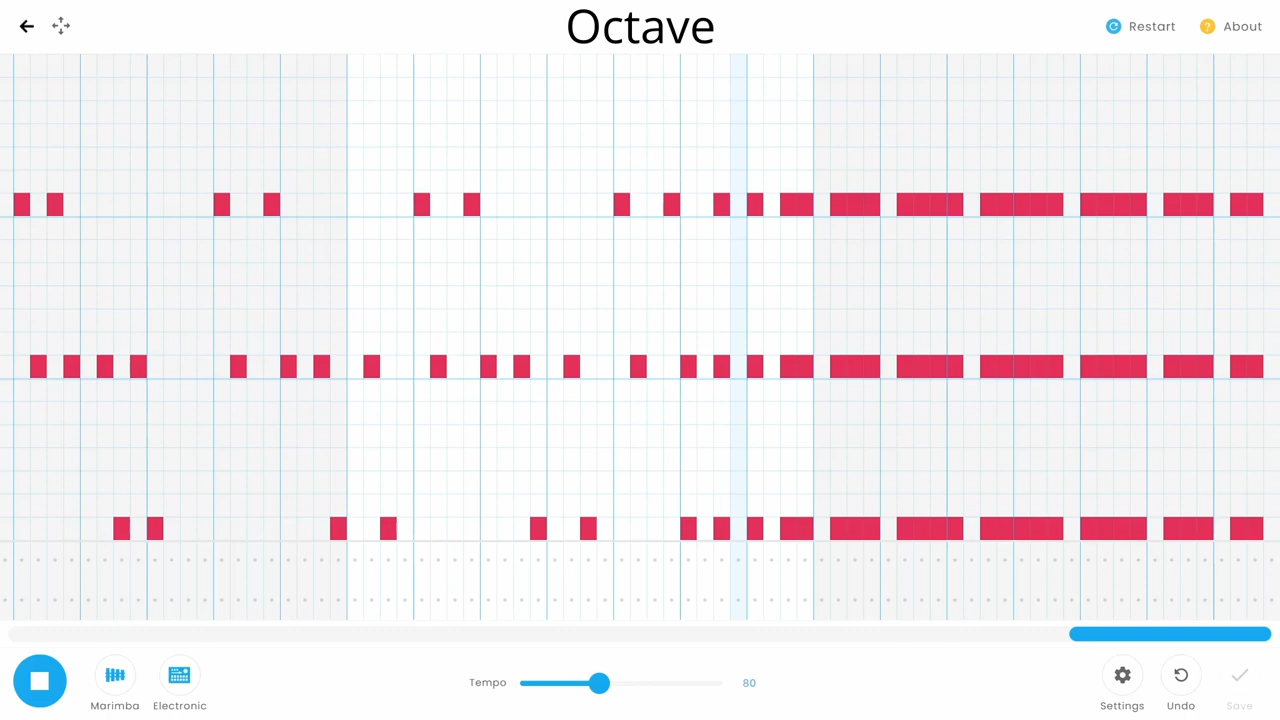 Octave
Restart
About
Tempo
80
Marimba
Electronic
Settings
Undo
Save